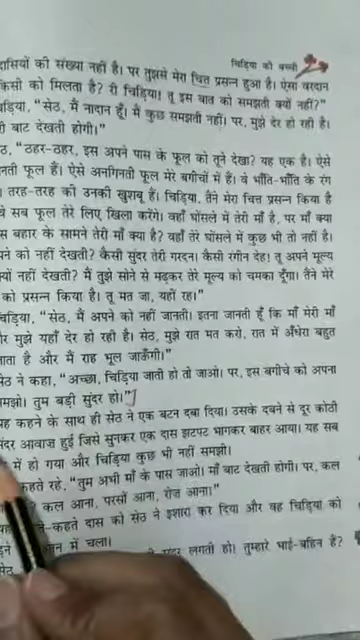 चिड़िया की बच्ची
दासियों की संख्या नहीं है। पर तुझसे मेरा चित्त प्रसन्न हुआ है। ऐसा वरदान
किसी को मिलता है? री चिड़िया! तू इस बात को समझती क्यों नहीं?"
"सेठ, मैं नादान हूँ। मैं कुछ समझती नहीं। पर, मुझे देर हो रही है।
री बाट देखती होगी।"
"ठहर-ठहर, इस अपने पास के फूल को तूने देखा? यह एक है। ऐसे
गिनती फूल हैं। ऐसे अनगिनती फूल मेरे बगीचों में हैं। वे भाँति-भाँति के रंग
तरह-तरह की उनकी खुशबू हैं। चिड़िया, तैंने मेरा चित्त प्रसन्न किया है
ये सब फूल तेरे लिए खिला करेंगे। वहाँ घोंसले में तेरी माँ है, पर माँ क्या
स बहार के सामने तेरी माँ क्या है? वहाँ तेरे घोंसले में कुछ भी तो नहीं है।
पने को नहीं देखती? कैसी सुंदर तेरी गरदन। कैसी रंगीन देह! तू अपने मूल्य
यों नहीं देखती? मैं तुझे सोने से मढ़कर तेरे मूल्य को चमका दूँगा। तैंने मेरे
को प्रसन्न किया है। तू मत जा, यहीं रह।"
चिड़िया, "सेठ, मैं अपने को नहीं जानती। इतना जानती हूँ कि माँ मेरी माँ
र मुझे यहाँ देर हो रही है। सेठ, मुझे रात मत करो, रात में अँधेरा बहुत
जाता है और मैं राह भूल जाऊँगी।"
सेठ ने कहा, "अच्छा, चिड़िया जाती हो तो जाओ। पर, इस बगीचे को अपना
समझो। तुम बड़ी सुंदर हो।"
यह कहने के साथ ही सेठ ने एक बटन दबा दिया। उसके दबने से दूर कोठी
अंदर आवाज़ हुई जिसे सुनकर एक दास झटपट भागकर बाहर आया। यह सब
में हो गया और चिड़िया कुछ भी नहीं समझी।
कहते रहे, "तुम अभी माँ के पास जाओ। माँ बाट देखती होगी। पर, कल
कल आना, परसों आना, रोज़ आना।"
-कहते दास को सेठ ने इशारा कर दिया और वह चिड़िया को
में चला।
सुंदर लगती हो। तुम्हारे भाई-बहिन हैं?